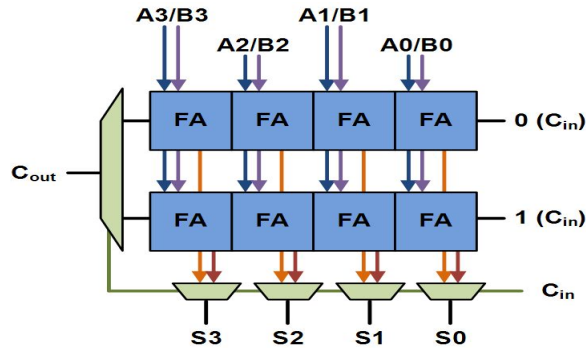 A3/B3 A1/B1
A2/B2 A0/B0
FA FA FA FA 0 (Cin)
Cout
FA FA FA FA 1 (Cin)
Cin
S3 S2 S1 S0